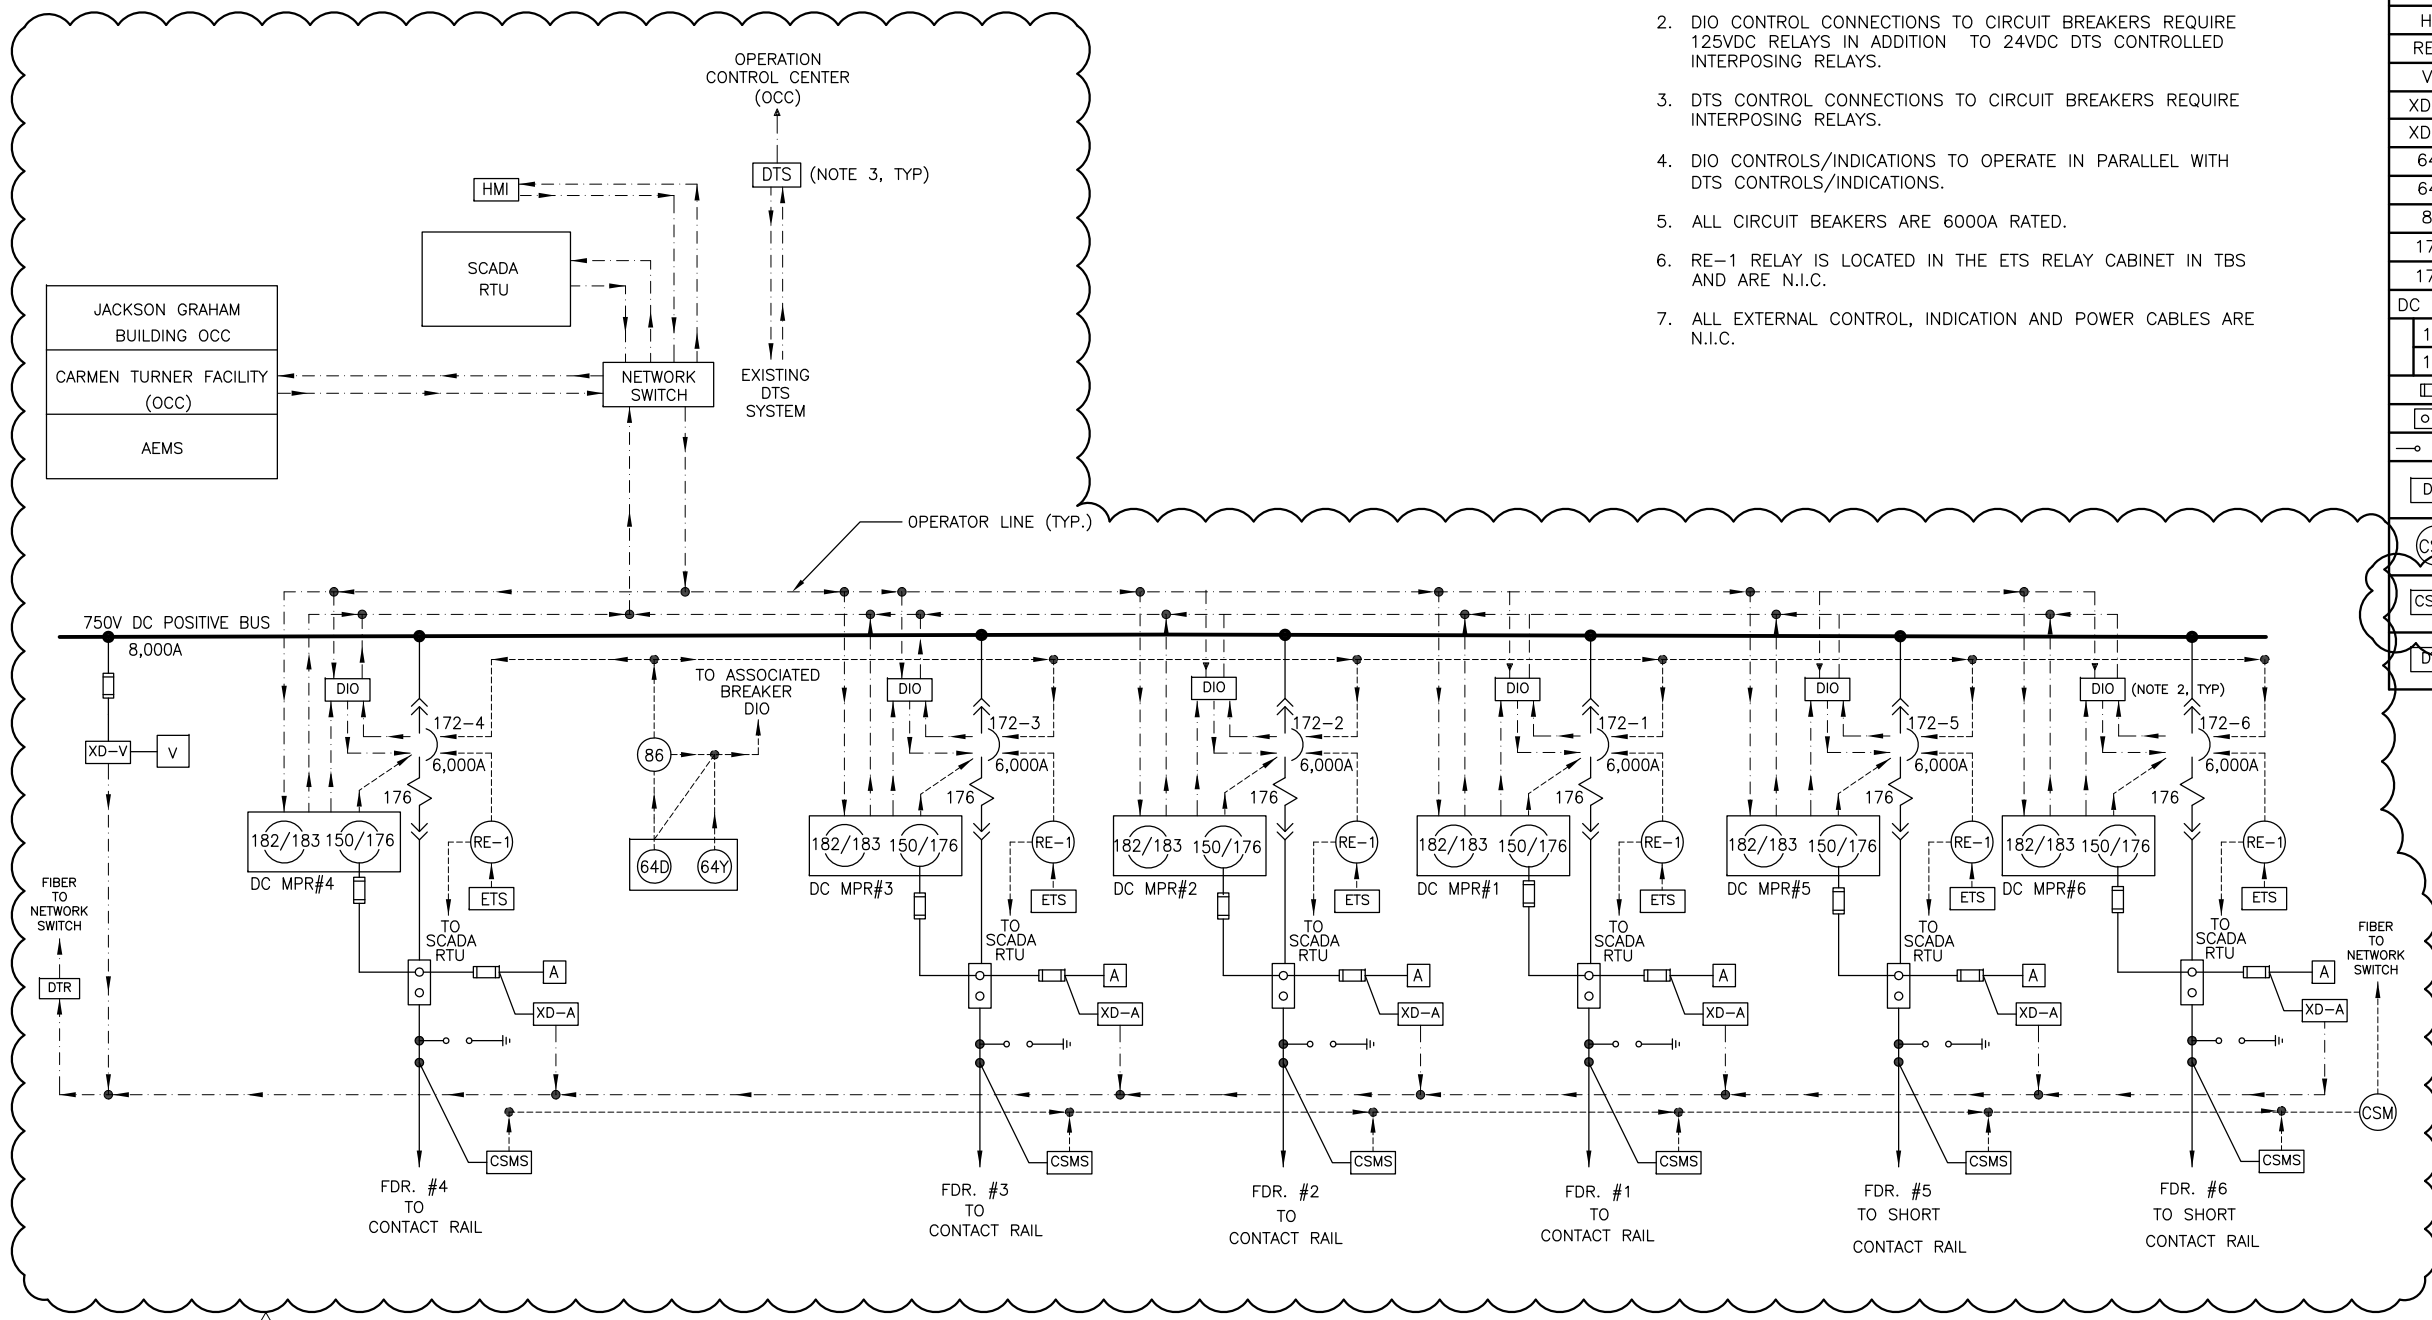 2. DIO CONTROL CONNECTIONS TO CIRCUIT BREAKERS REQUIRE
125VDC RELAYS IN ADDITION TO 24VDC DTS CONTROLLED
INTERPOSING RELAYS.
3. DTS CONTROL CONNECTIONS TO CIRCUIT BREAKERS REQUIRE
INTERPOSING RELAYS.
4. DIO CONTROLS/INDICATIONS TO OPERATE IN PARALLEL WITH
DTS CONTROLS/INDICATIONS.
5. ALL CIRCUIT BEAKERS ARE 6000A RATED.
6. RE-1 RELAY IS LOCATED IN THE ETS RELAY CABINET IN TBS
AND ARE N.I.C.
7. ALL EXTERNAL CONTROL, INDICATION AND POWER CABLES ARE
N.I.C.
OPERATION
CONTROL CENTER
(OCC)
DTS (NOTE 3, TYP)
HMI
SCADA
RTU
JACKSON GRAHAM
BUILDING OCC
CARMEN TURNER FACILITY
(OCC)
AEMS
NETWORK
SWITCH
EXISTING
DTS
SYSTEM
OPERATOR LINE (TYP.)
750V DC POSITIVE BUS
8,000A
XD-V V
FIBER
TO
NETWORK
SWITCH
DTR
DIO
172-4
6,000A
176
182/183 150/176
DC MPR#4
RE-1
ETS
TO
SCADA
RTU
A
XD-A
CSMS
FDR. #4
TO
CONTACT RAIL
TO ASSOCIATED
BREAKER
DIO
86
64D 64Y
DIO
172-3
6,000A
176
182/183 150/176
DC MPR#3
RE-1
ETS
TO
SCADA
RTU
A
XD-A
CSMS
FDR. #3
TO
CONTACT RAIL
DIO
172-2
6,000A
176
182/183 150/176
DC MPR#2
RE-1
ETS
TO
SCADA
RTU
A
XD-A
CSMS
FDR. #2
TO
CONTACT RAIL
DIO
172-1
6,000A
176
182/183 150/176
DC MPR#1
RE-1
ETS
TO
SCADA
RTU
A
XD-A
CSMS
FDR. #1
TO
CONTACT RAIL
DIO
172-5
6,000A
176
182/183 150/176
DC MPR#5
RE-1
ETS
TO
SCADA
RTU
A
XD-A
CSMS
FDR. #5
TO SHORT
CONTACT RAIL
DIO (NOTE 2, TYP)
172-6
6,000A
176
182/183 150/176
DC MPR#6
RE-1
ETS
TO
SCADA
RTU
A
XD-A
CSMS
FDR. #6
TO SHORT
CONTACT RAIL
FIBER
TO
NETWORK
SWITCH
CSM
DC